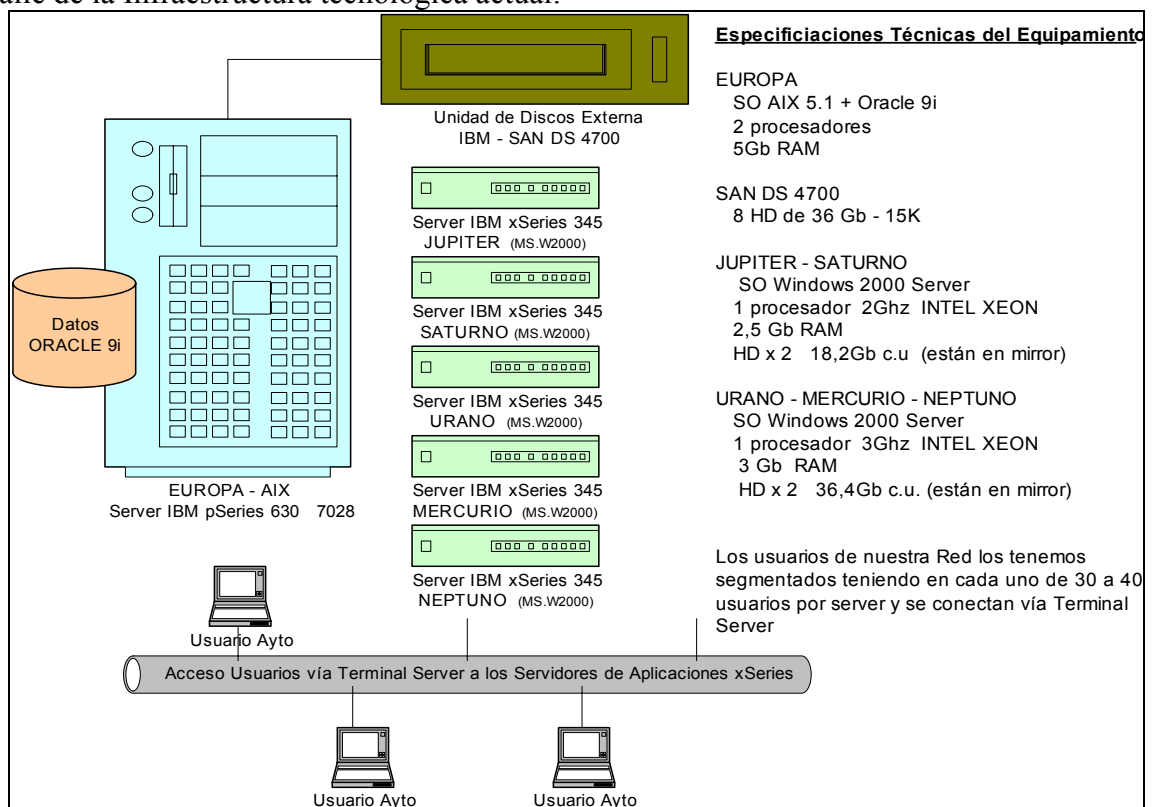 de la Infraestructura tecnológica actual.
Unidad de Discos Externa
IBM - SAN DS 4700
Server IBM xSeries 345
JUPITER (MS.W2000)
Server IBM xSeries 345
SATURNO (MS.W2000)
Server IBM xSeries 345
URANO (MS.W2000)
Server IBM xSeries 345
MERCURIO (MS.W2000)
Server IBM xSeries 345
NEPTUNO (MS.W2000)
Datos
ORACLE 9i
EUROPA - AIX
Server IBM pSeries 630 7028
Usuario Ayto
Acceso Usuarios vía Terminal Server a los Servidores de Aplicaciones xSeries
Usuario Ayto
Usuario Ayto
Especificiaciones Técnicas del Equipamiento
EUROPA
SO AIX 5.1 + Oracle 9i
2 procesadores
5Gb RAM
SAN DS 4700
8 HD de 36 Gb - 15K
JUPITER - SATURNO
SO Windows 2000 Server
1 procesador 2Ghz INTEL XEON
2,5 Gb RAM
HD x 2 18,2Gb c.u (están en mirror)
URANO - MERCURIO - NEPTUNO
SO Windows 2000 Server
1 procesador 3Ghz INTEL XEON
3 Gb RAM
HD x 2 36,4Gb c.u. (están en mirror)
Los usuarios de nuestra Red los tenemos
segmentados teniendo en cada uno de 30 a 40
usuarios por server y se conectan vía Terminal
Server